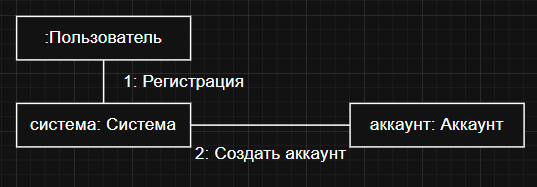 :Пользователь
1: Регистрация
система: Система
аккаунт: Аккаунт
2: Создать аккаунт